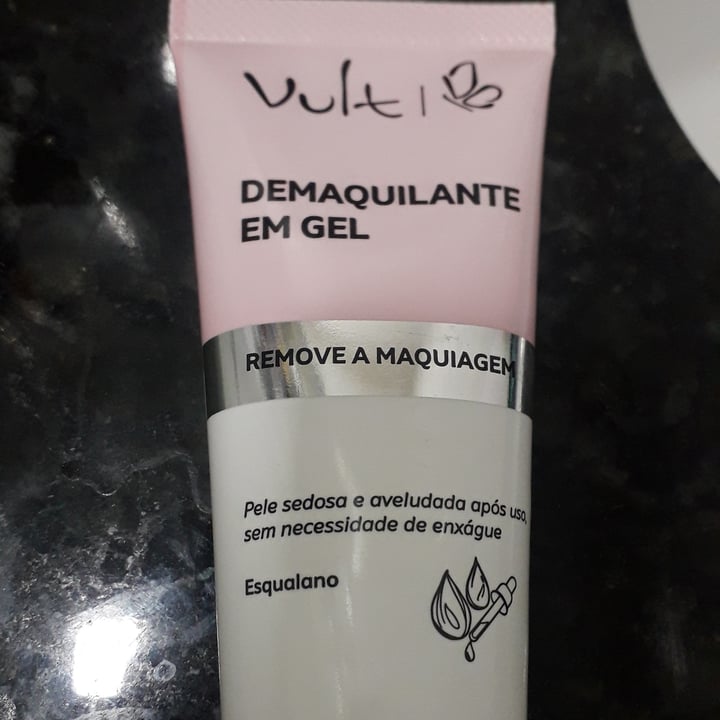 Vult
DEMAQUILANTE
EM GEL
REMOVE A MAQUIAGEM
Pele sedosa e aveludada após uso,
sem necessidade de enxágue
Esqualano